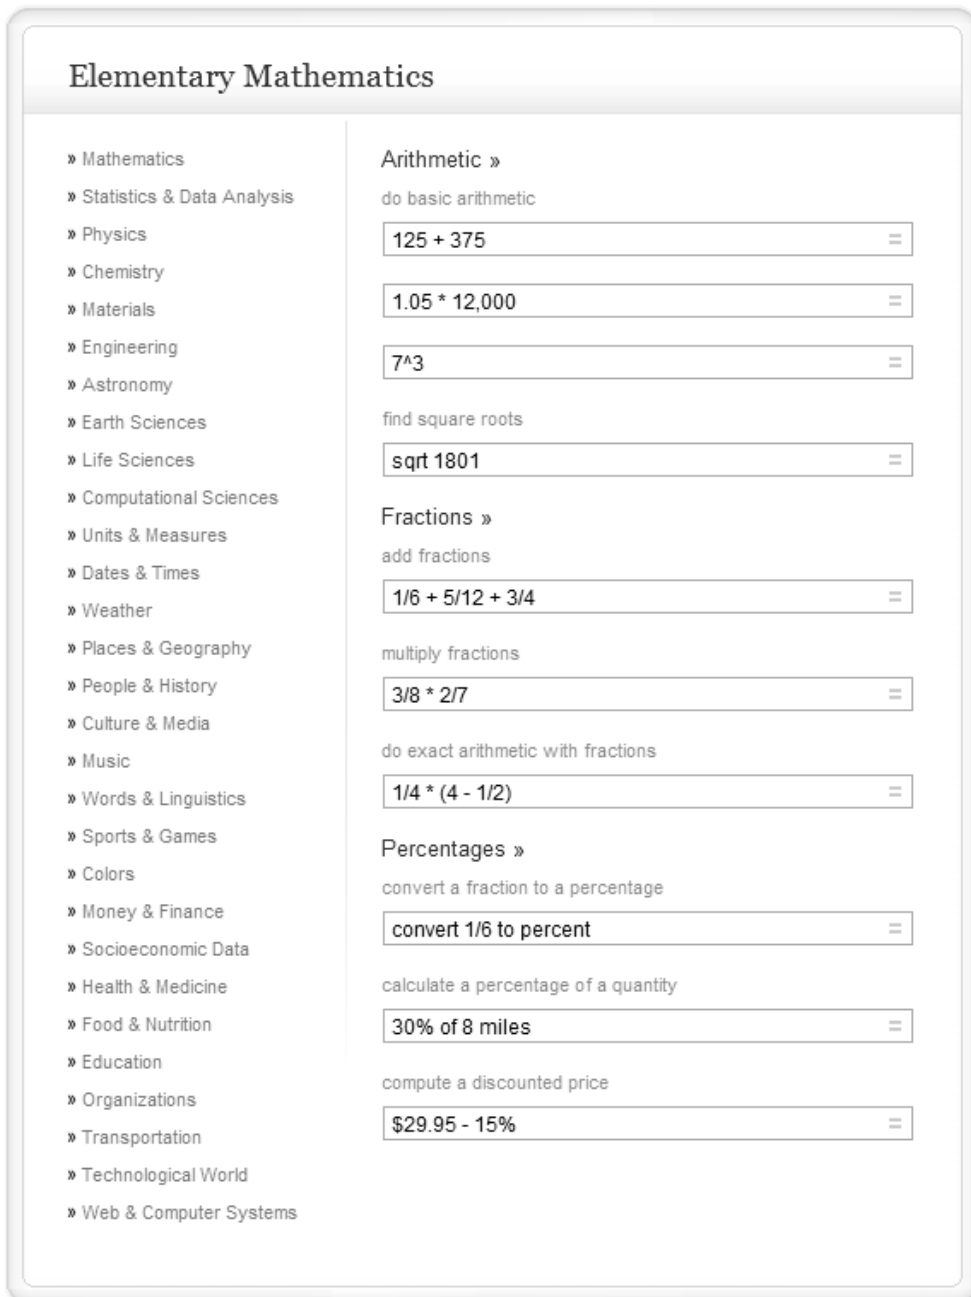 Elementary Mathematics
» Mathematics
» Statistics & Data Analysis
» Physics
» Chemistry
» Materials
» Engineering
» Astronomy
» Earth Sciences
» Life Sciences
» Computational Sciences
» Units & Measures
» Dates & Times
» Weather
» Places & Geography
» People & History
» Culture & Media
» Music
» Words & Linguistics
» Sports & Games
» Colors
» Money & Finance
» Socioeconomic Data
» Health & Medicine
» Food & Nutrition
» Education
» Organizations
» Transportation
» Technological World
» Web & Computer Systems
Arithmetic »
do basic arithmetic
125 + 375 =
1.05 * 12,000 =
7^3 =
find square roots
sqrt 1801 =
Fractions »
add fractions
1/6 + 5/12 + 3/4 =
multiply fractions
3/8 * 2/7 =
do exact arithmetic with fractions
1/4 * (4 - 1/2) =
Percentages »
convert a fraction to a percentage
convert 1/6 to percent =
calculate a percentage of a quantity
30% of 8 miles =
compute a discounted price
$29.95 - 15% =